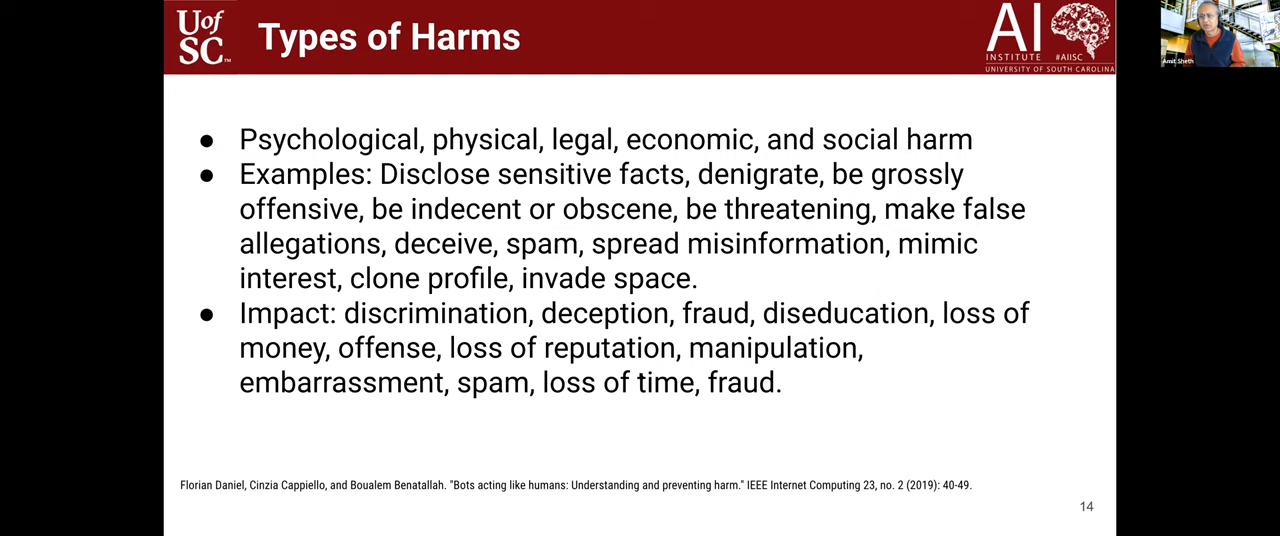 Uof
SC™
Types of Harms
AI
INSTITUTE #AIISC
UNIVERSITY OF SOUTH CAROLINA
Amit Sheth
● Psychological, physical, legal, economic, and social harm
● Examples: Disclose sensitive facts, denigrate, be grossly
offensive, be indecent or obscene, be threatening, make false
allegations, deceive, spam, spread misinformation, mimic
interest, clone profile, invade space.
● Impact: discrimination, deception, fraud, diseducation, loss of
money, offense, loss of reputation, manipulation,
embarrassment, spam, loss of time, fraud.
Florian Daniel, Cinzia Cappiello, and Boualem Benatallah. "Bots acting like humans: Understanding and preventing harm." IEEE Internet Computing 23, no. 2 (2019): 40-49.
14